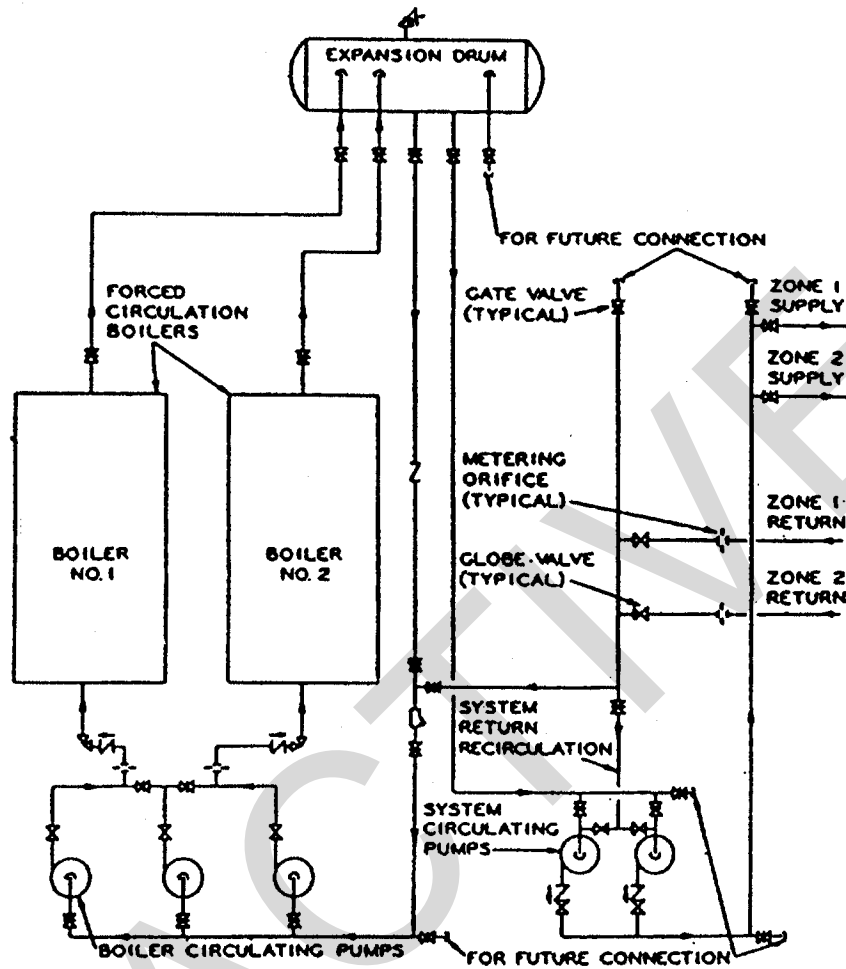 EXPANSION DRUM
FOR FUTURE CONNECTION
FORCED
CIRCULATION
BOILERS
GATE VALVE
(TYPICAL)
ZONE 1
SUPPLY
ZONE 2
SUPPLY
METERING
ORIFICE
(TYPICAL)
ZONE 1
RETURN
BOILER
NO. 1
BOILER
NO. 2
GLOBE-VALVE
(TYPICAL)
ZONE 2
RETURN
SYSTEM
RETURN
RECIRCULATION
SYSTEM
CIRCULATING
PUMPS
BOILER CIRCULATING PUMPS
FOR FUTURE CONNECTION
ACTIVE